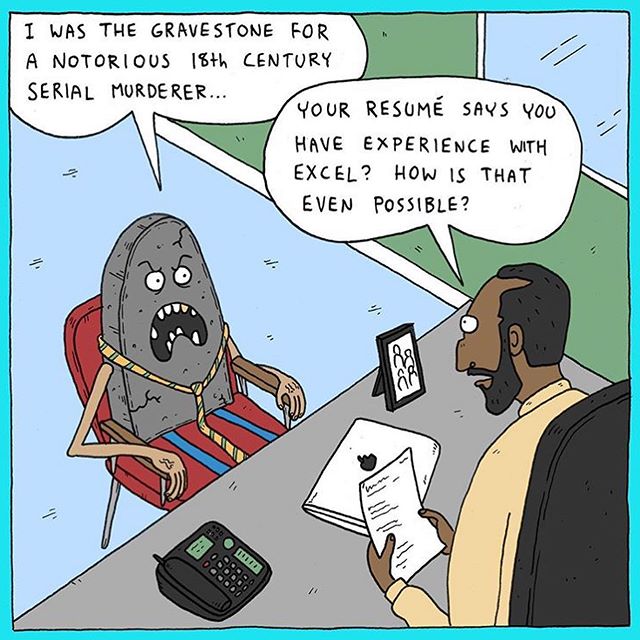 I WAS THE GRAVESTONE FOR
A NOTORIOUS 18th CENTURY
SERIAL MURDERER...
YOUR RESUMÉ SAYS YOU
HAVE EXPERIENCE WITH
EXCEL? HOW IS THAT
EVEN POSSIBLE?